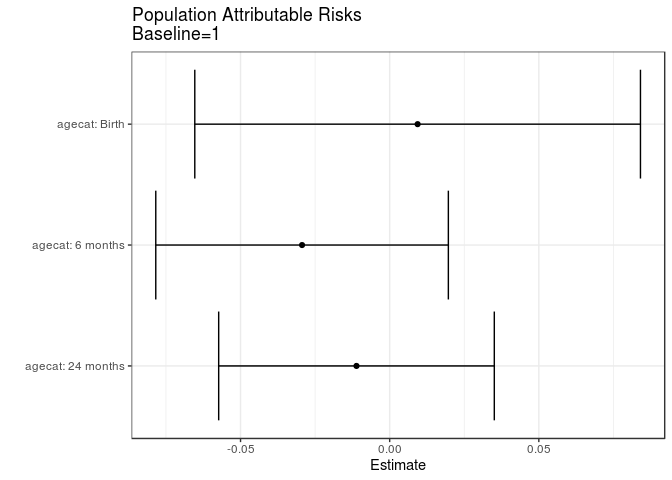 Population Attributable Risks
Baseline=1
agecat: Birth
agecat: 6 months
agecat: 24 months
-0.05 0.00 0.05
Estimate